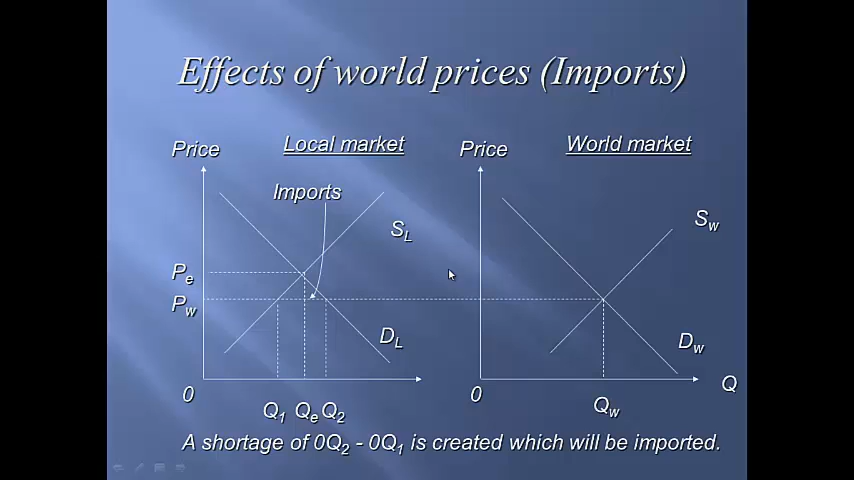 Effects of world prices (Imports)
Price
Local market
Price
World market
Imports
S_L
S_w
P_e
P_w
D_L
D_w
0
0
Q
Q_1 Q_e Q_2
Q_w
A shortage of 0Q_2 - 0Q_1 is created which will be imported.